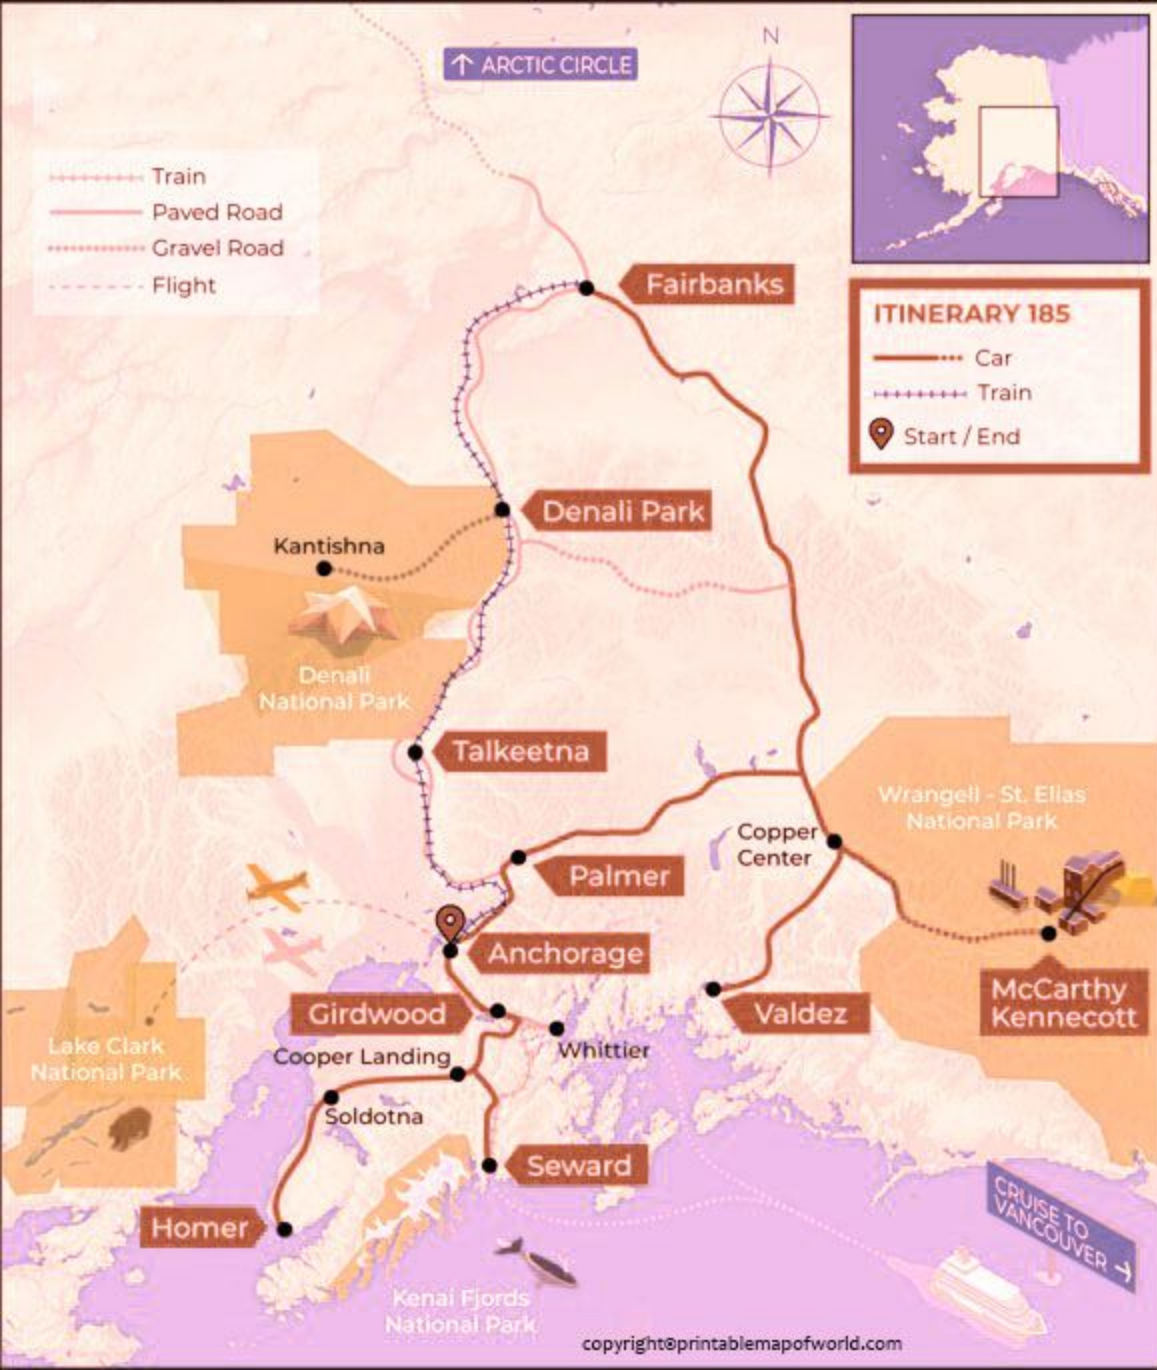 N
↑ ARCTIC CIRCLE
Train
Paved Road
Gravel Road
Flight
Fairbanks
ITINERARY 185
Car
Train
Start / End
Denali Park
Kantishna
Denali
National Park
Talkeetna
Wrangell - St. Elias
National Park
Copper
Center
Palmer
Anchorage
McCarthy
Kennecott
Girdwood
Valdez
Lake Clark
National Park
Whittier
Cooper Landing
Soldotna
Seward
Homer
CRUISE TO
VANCOUVER →
Kenai Fjords
National Park
copyright©printablemapofworld.com